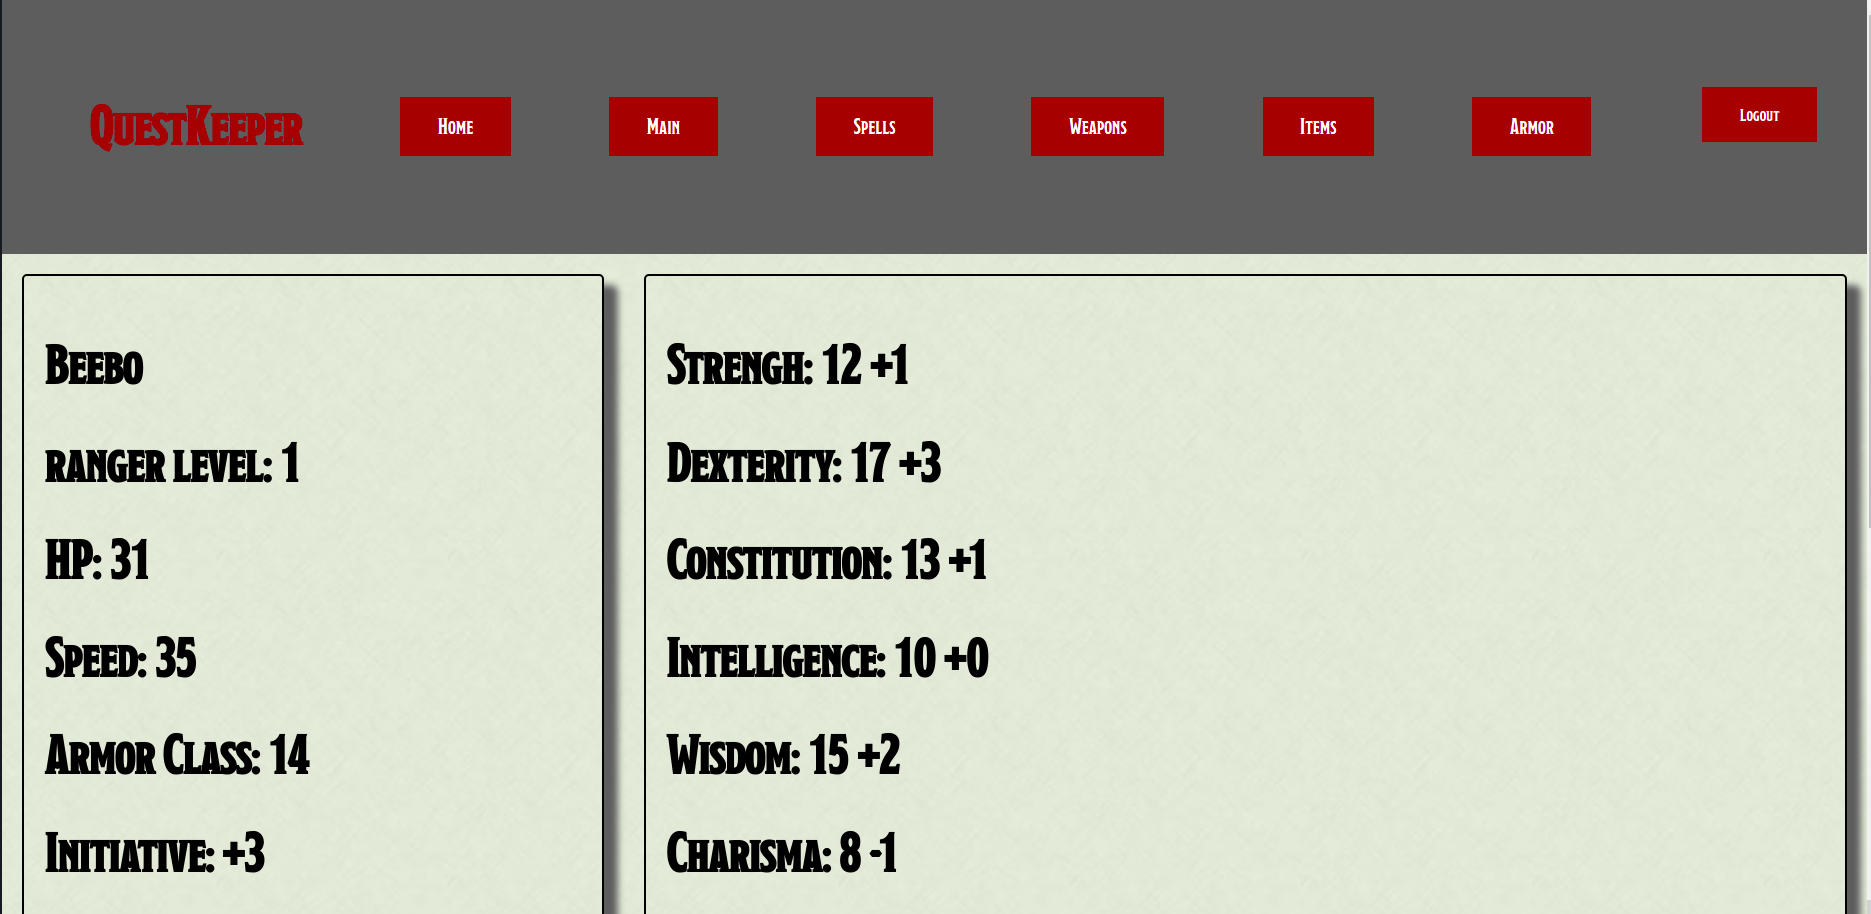 QuestKeeper
Home
Main
Spells
Weapons
Items
Armor
Logout
Beebo
ranger level: 1
HP: 31
Speed: 35
Armor Class: 14
Initiative: +3
Strengh: 12 +1
Dexterity: 17 +3
Constitution: 13 +1
Intelligence: 10 +0
Wisdom: 15 +2
Charisma: 8 -1